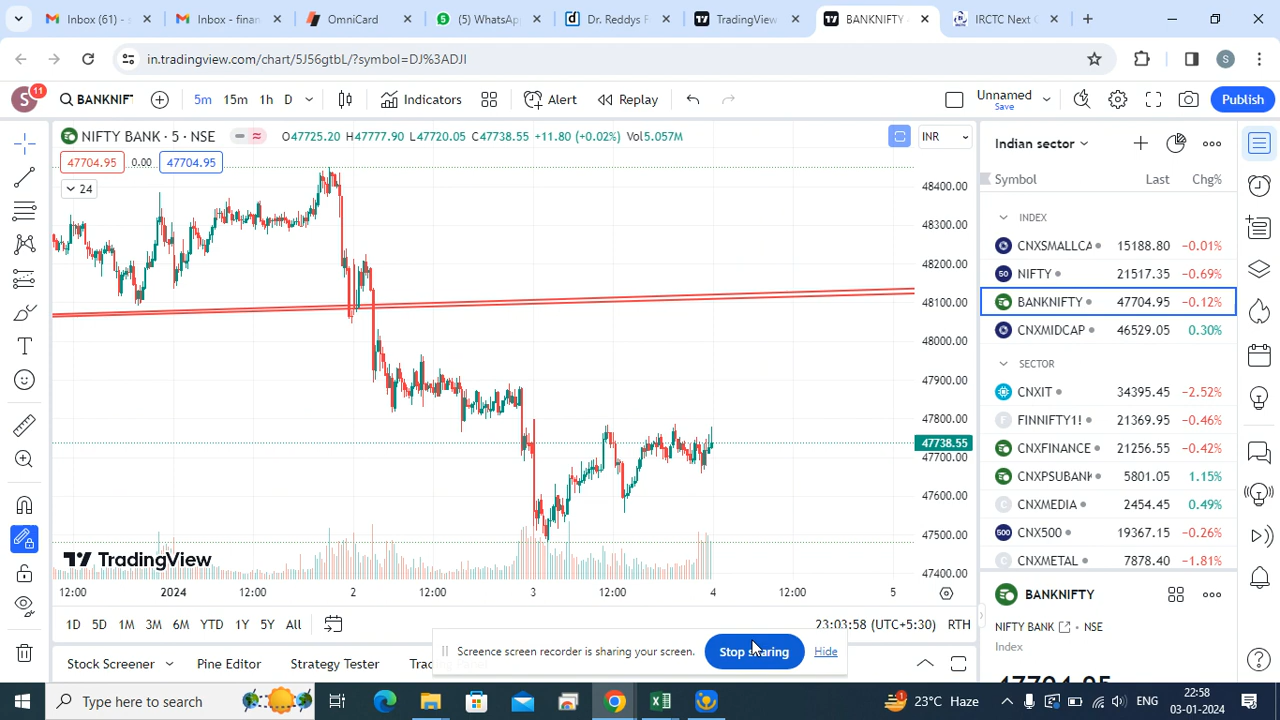 Inbox (61)
Inbox - finan
OmniCard
(5) WhatsApp
Dr. Reddys F
TradingView
BANKNIFTY
IRCTC Next G
in.tradingview.com/chart/5J56gtbL/?symbol=DJ%3ADJI
S
S 11 BANKNIFT 5m 15m 1h D Indicators Alert Replay Unnamed Save Publish
NIFTY BANK · 5 · NSE O47725.20 H47777.90 L47720.05 C47738.55 +11.80 (+0.02%) Vol5.057M
INR
47704.95 0.00 47704.95
24
48400.00
48300.00
48200.00
48100.00
48000.00
47900.00
47800.00
47738.55
47700.00
47600.00
47500.00
47400.00
TradingView
12:00 2024 12:00 2 12:00 3 12:00 4 12:00 5
1D 5D 1M 3M 6M YTD 1Y 5Y All 23:03:58 (UTC+5:30) RTH
Screence screen recorder is sharing your screen. Stop sharing Hide
Stock Screener Pine Editor Strategy Tester
Indian sector
Symbol Last Chg%
INDEX
CNXSMALLCA 15188.80 −0.01%
50 NIFTY 21517.35 −0.69%
BANKNIFTY 47704.95 −0.12%
CNXMIDCAP 46529.05 0.30%
SECTOR
CNXIT 34395.45 −2.52%
F FINNIFTY1! 21369.95 −0.46%
CNXFINANCE 21256.55 −0.42%
CNXPSUBANK 5801.05 1.15%
C CNXMEDIA 2454.45 0.49%
500 CNX500 19367.15 −0.26%
C CNXMETAL 7878.40 −1.81%
BANKNIFTY
NIFTY BANK · NSE
Index
47704.95
Type here to search
23°C Haze
ENG
22:58
03-01-2024